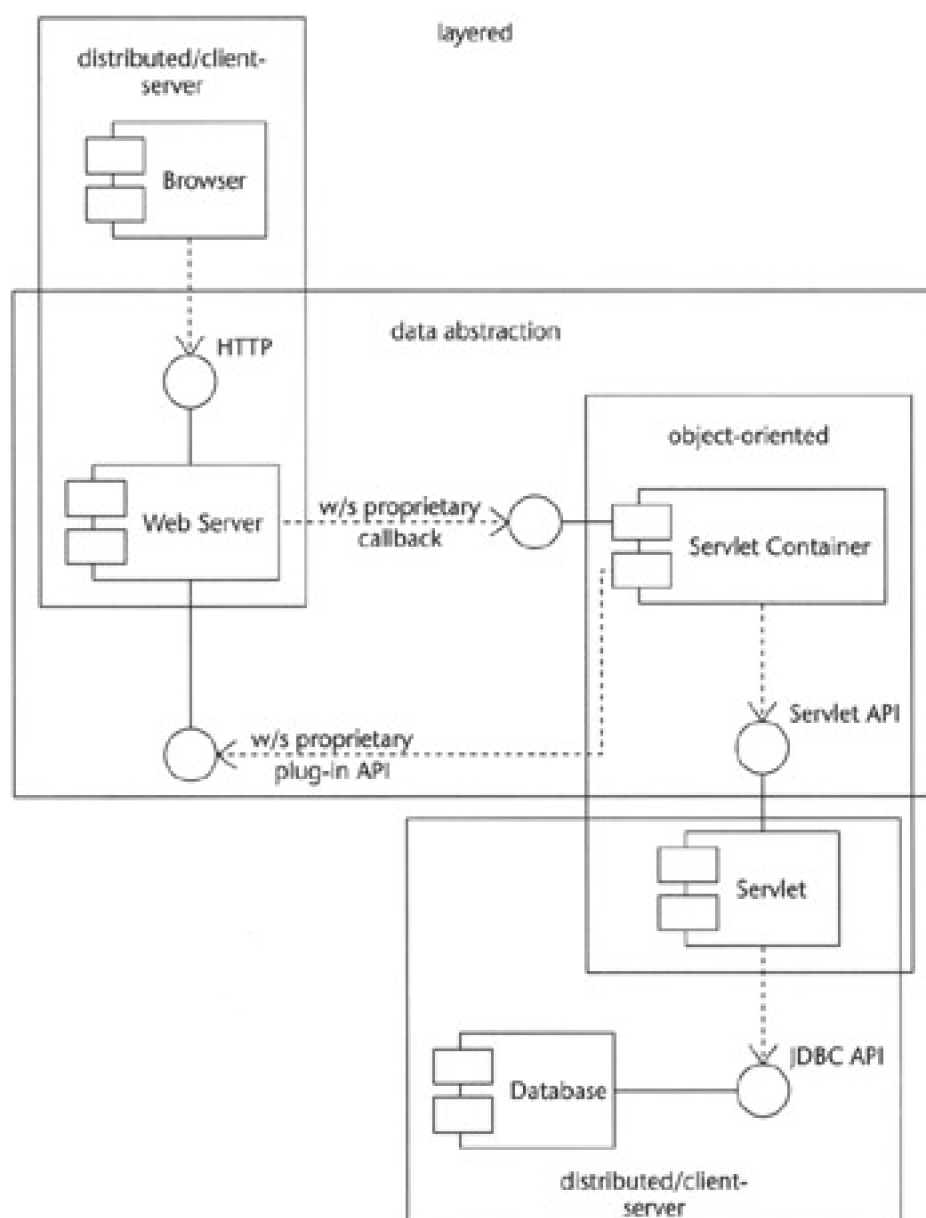 layered
distributed/client-
server
Browser
data abstraction
HTTP
object-oriented
w/s proprietary
callback
Web Server
Servlet Container
Servlet API
w/s proprietary
plug-in API
Servlet
JDBC API
Database
distributed/client-
server